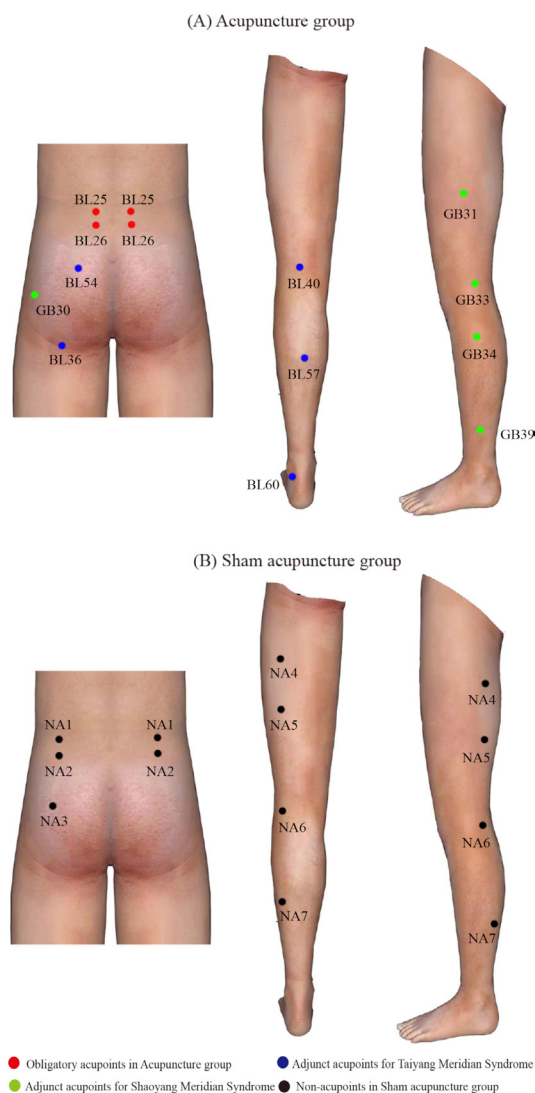 (A) Acupuncture group
BL25 BL25
BL26 BL26
BL54
GB30
BL36
BL40
BL57
BL60
GB31
GB33
GB34
GB39
(B) Sham acupuncture group
NA1 NA1
NA2 NA2
NA3
NA4
NA5
NA6
NA7
NA4
NA5
NA6
NA7
Obligatory acupoints in Acupuncture group
Adjunct acupoints for Taiyang Meridian Syndrome
Adjunct acupoints for Shaoyang Meridian Syndrome
Non-acupoints in Sham acupuncture group